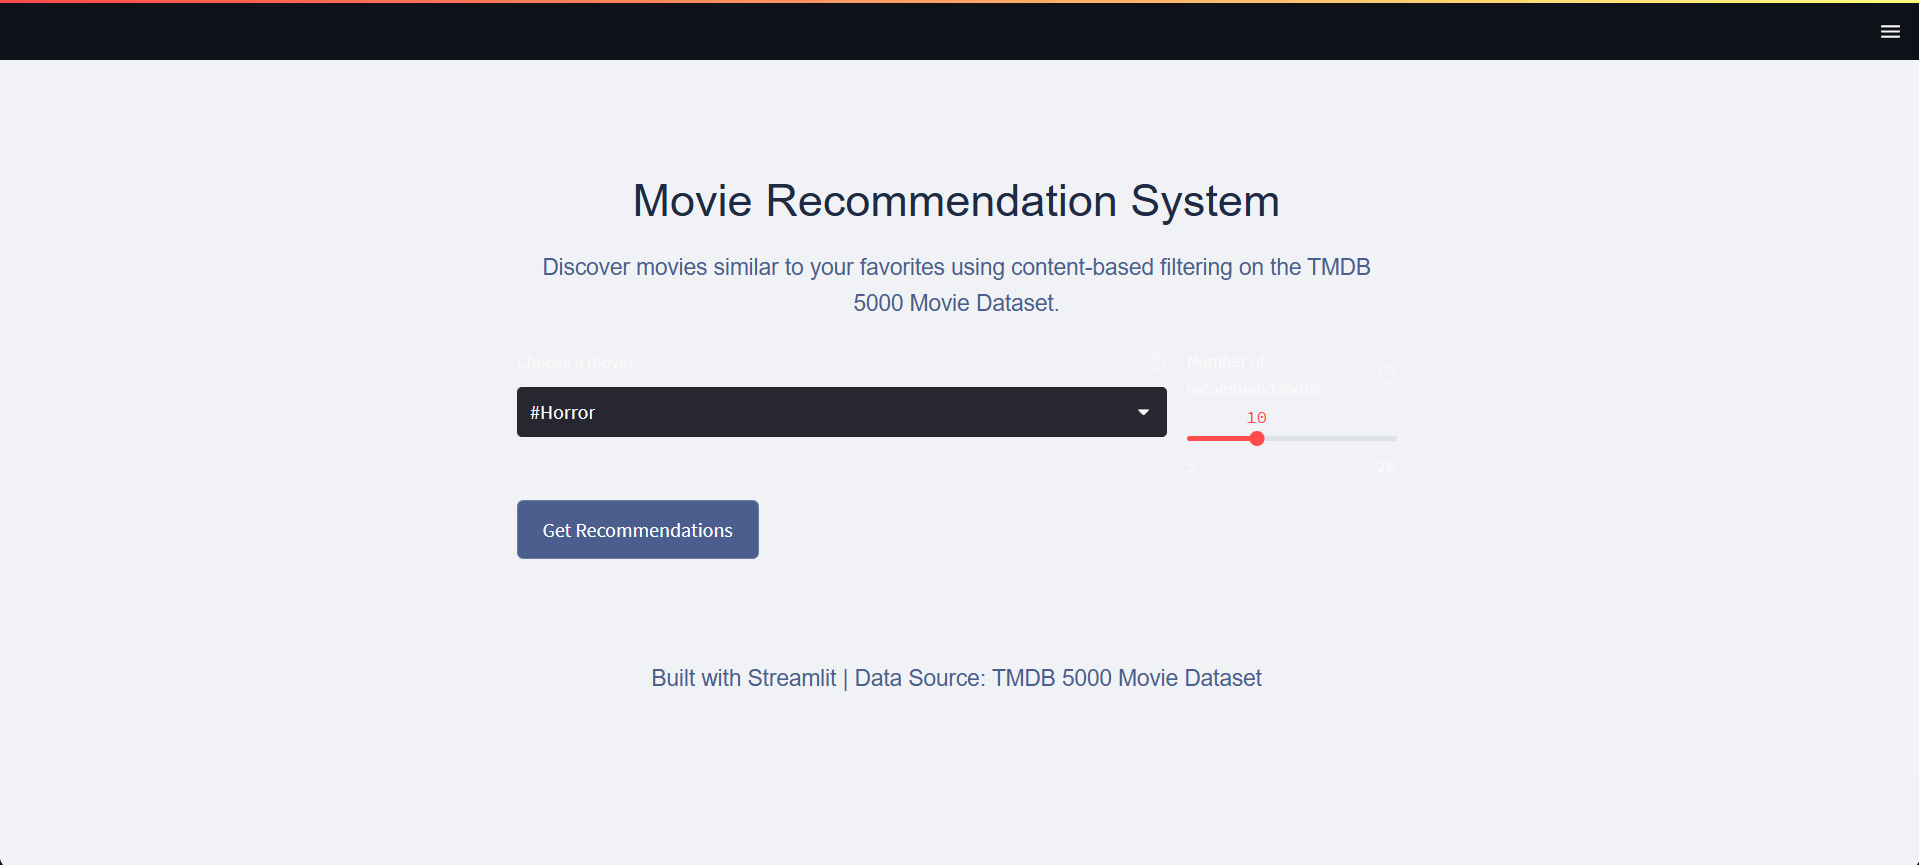 Movie Recommendation System
Discover movies similar to your favorites using content-based filtering on the TMDB
5000 Movie Dataset.
Choose a movie:
Number of
recommendations:
#Horror
10
5
20
Get Recommendations
Built with Streamlit | Data Source: TMDB 5000 Movie Dataset